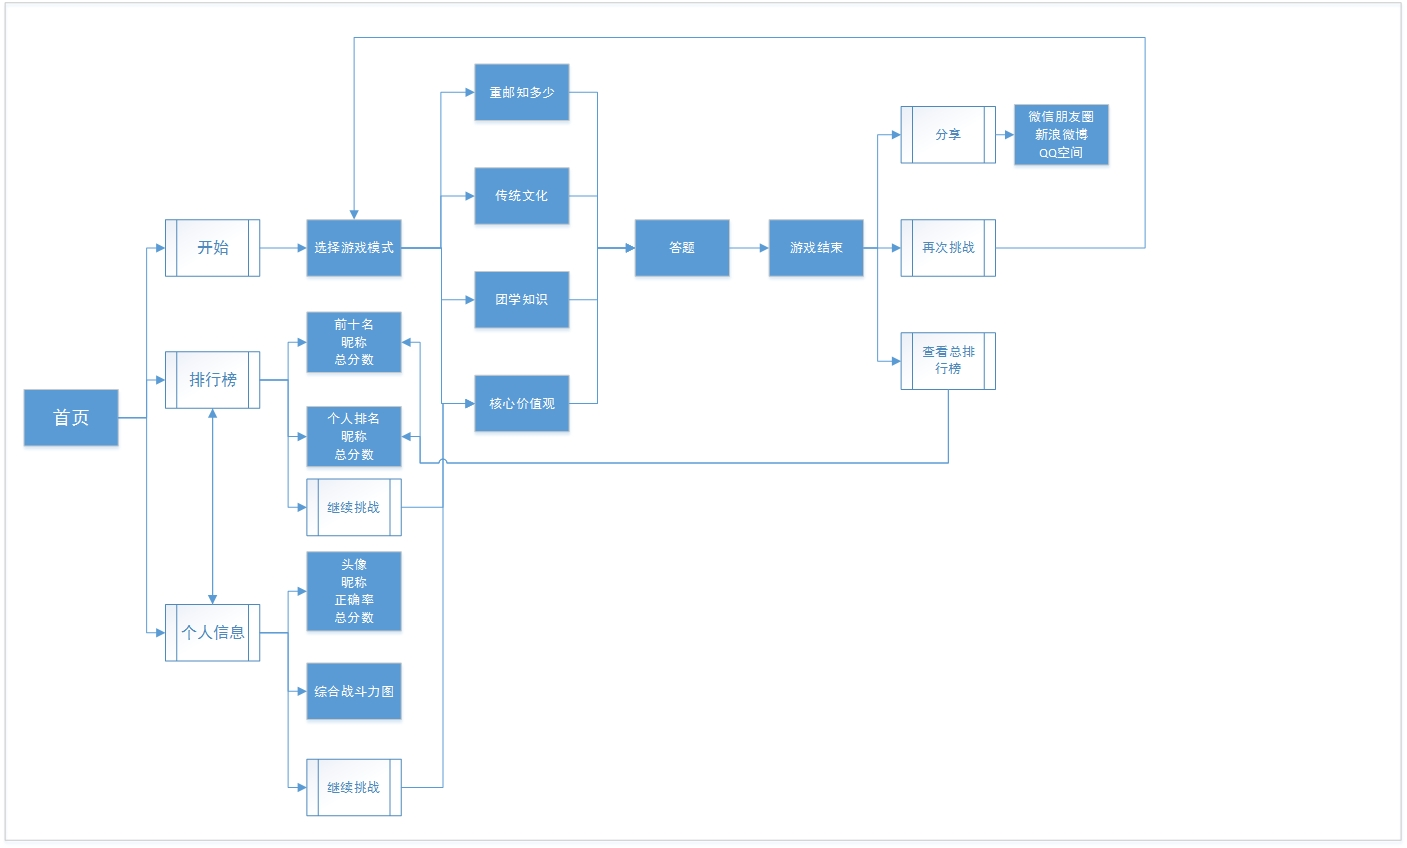 首页
开始
排行榜
个人信息
选择游戏模式
前十名
昵称
总分数
个人排名
昵称
总分数
继续挑战
头像
昵称
正确率
总分数
综合战斗力图
继续挑战
重邮知多少
传统文化
团学知识
核心价值观
答题
游戏结束
分享
微信朋友圈
新浪微博
QQ空间
再次挑战
查看总排
行榜